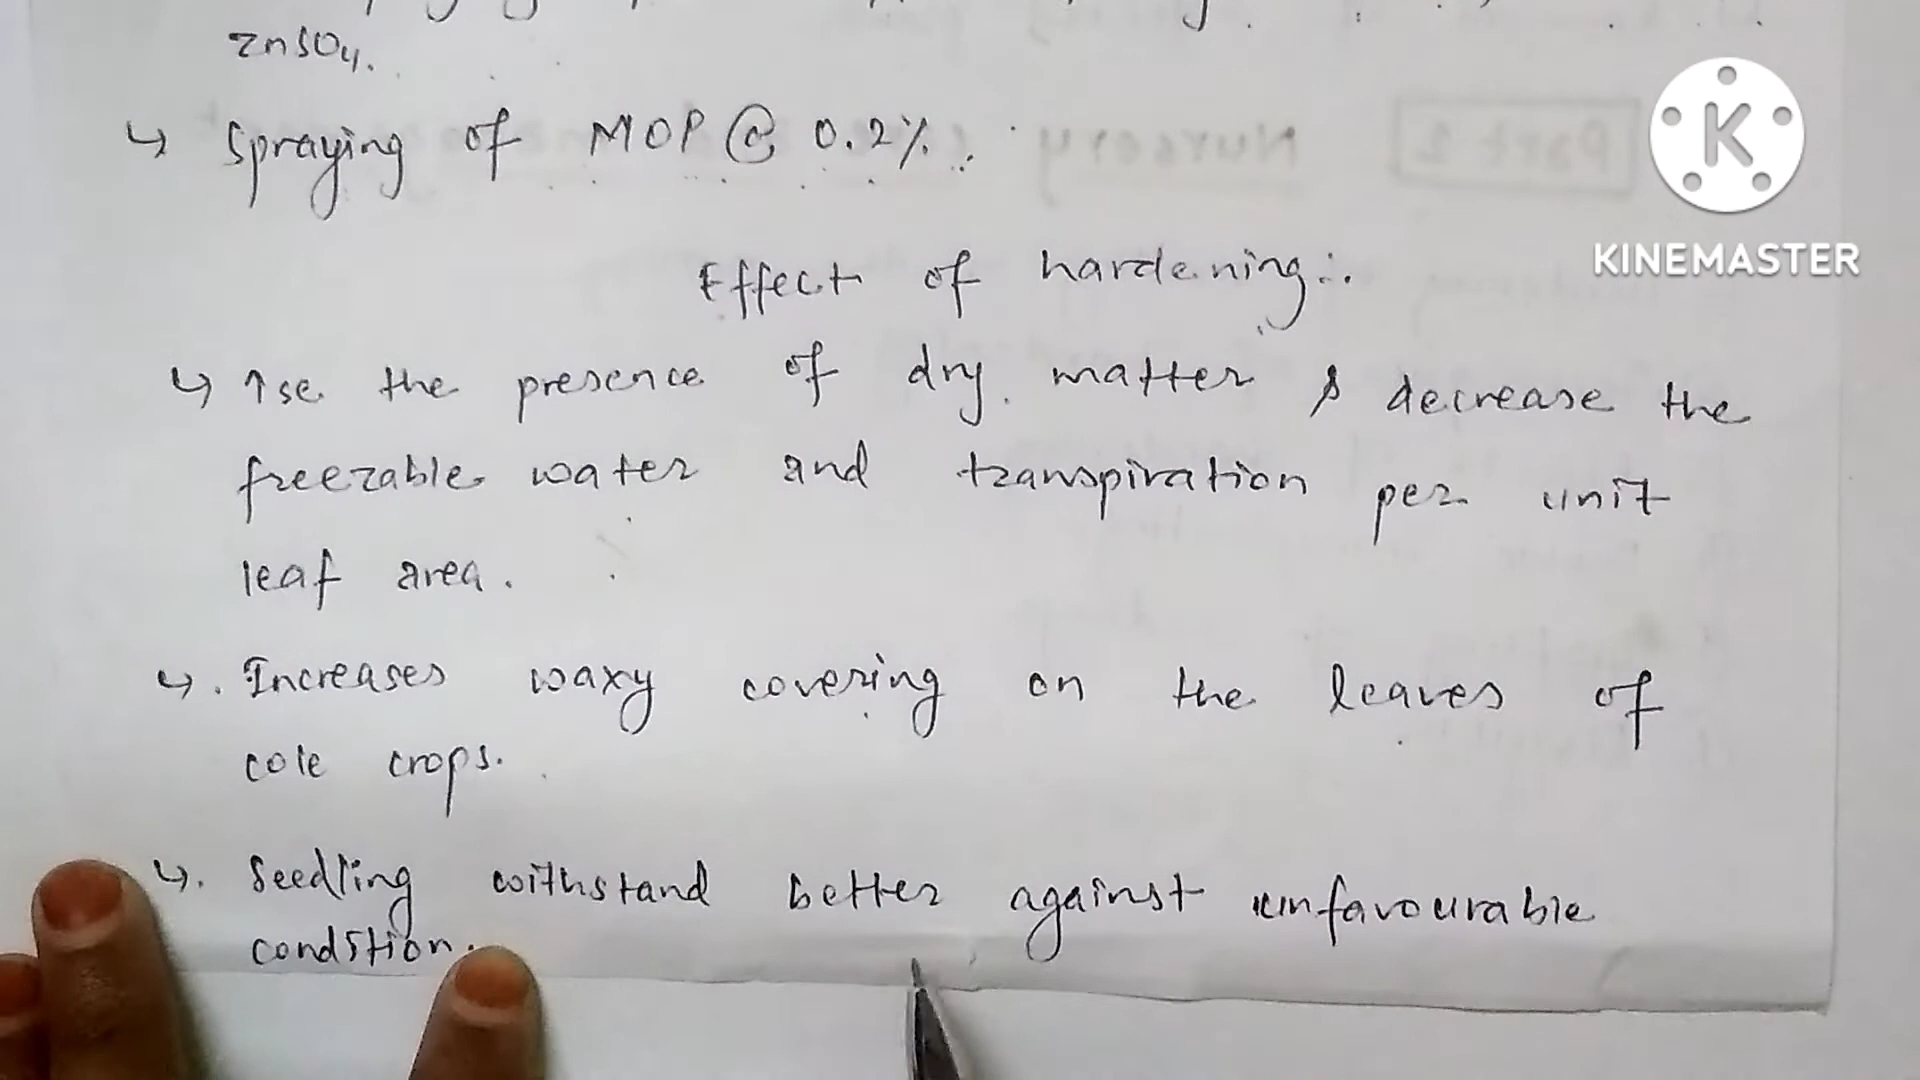 ZnSO4.
↳ Spraying of MOP @ 0.2%.
Effect of hardening:.
↳ ↑se the presence of dry matter & decrease the
freezable water and transpiration per unit
leaf area.
↳. Increases waxy covering on the leaves of
cole crops.
↳. Seedling withstand better against unfavourable
condition.
K
KINEMASTER